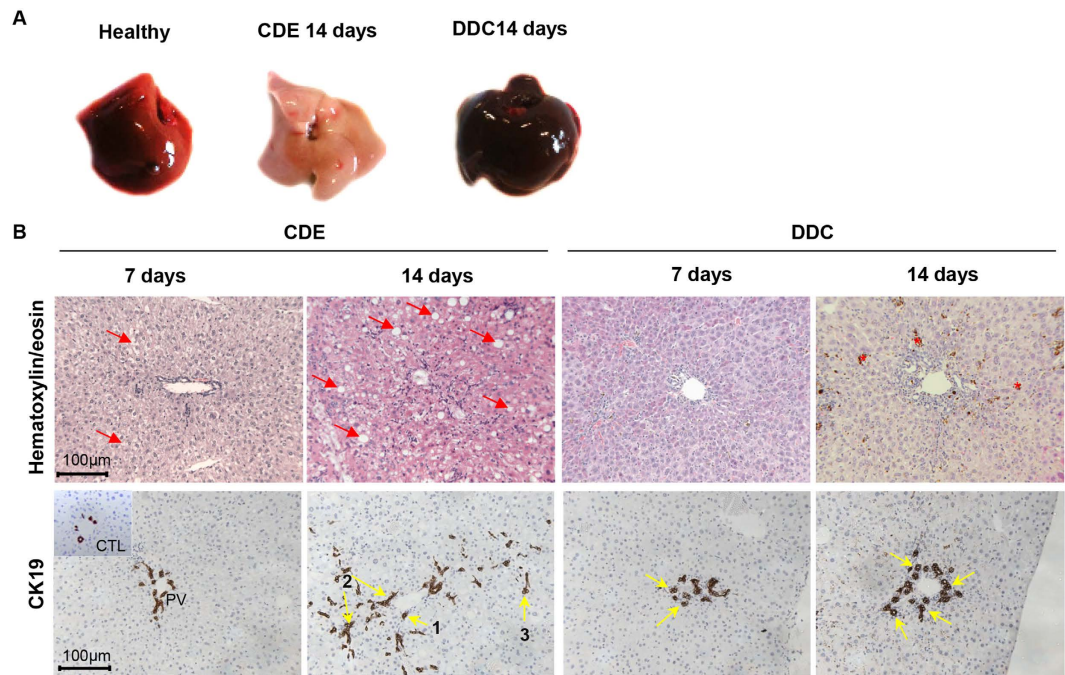 A
Healthy
CDE 14 days
DDC14 days
B
CDE
DDC
7 days
14 days
7 days
14 days
Hematoxylin/eosin
100µm
*
*
*
CK19
CTL
PV
100µm
2
1
3